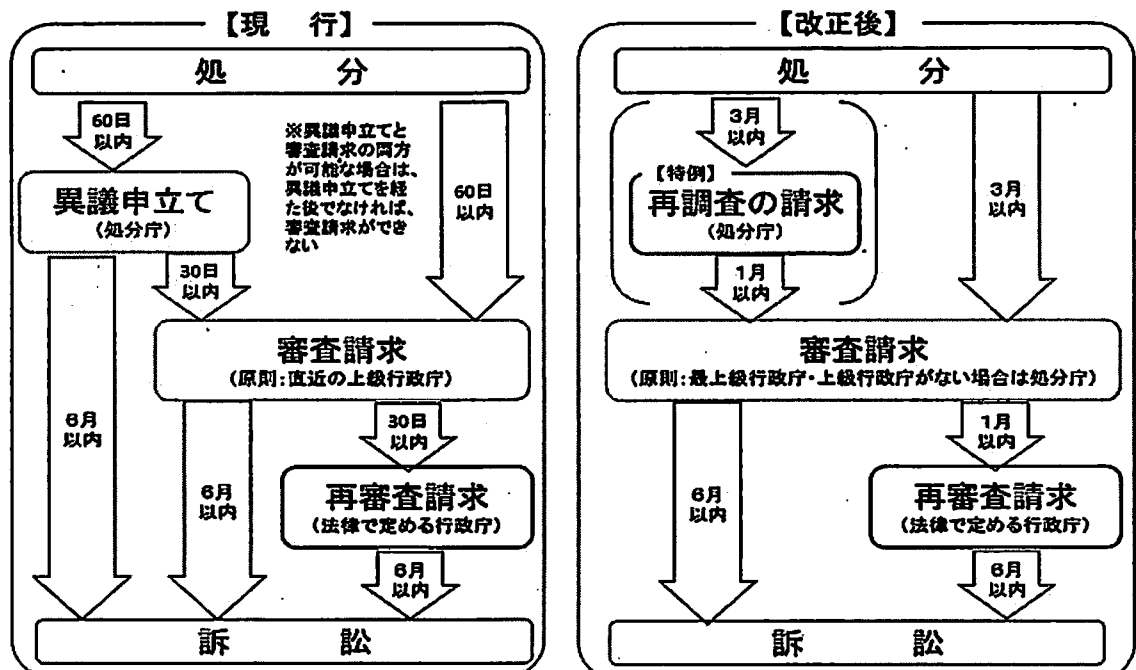 【現　行】
処　分
60日
以内
※異議申立てと
審査請求の両方
が可能な場合は、
異議申立てを経
た後でなければ、
審査請求ができ
ない
60日
以内
異議申立て
(処分庁)
30日
以内
審査請求
(原則:直近の上級行政庁)
6月
以内
6月
以内
30日
以内
再審査請求
(法律で定める行政庁)
6月
以内
訴　訟
【改正後】
処　分
3月
以内
【特例】
再調査の請求
(処分庁)
3月
以内
1月
以内
審査請求
(原則:最上級行政庁・上級行政庁がない場合は処分庁)
6月
以内
1月
以内
再審査請求
(法律で定める行政庁)
6月
以内
訴　訟